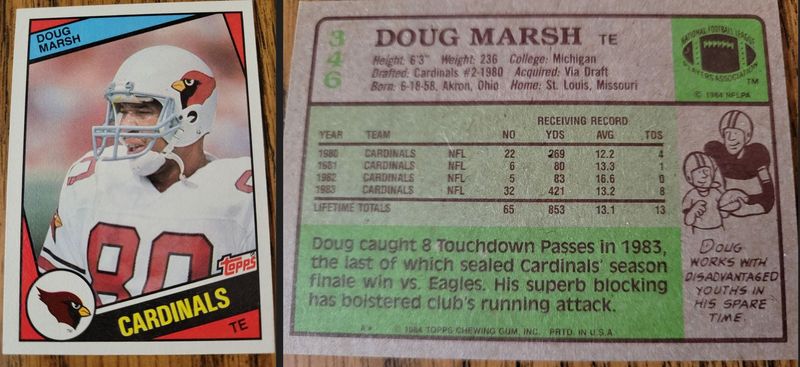 DOUG
MARSH
80
topps
CARDINALS
TE
346
DOUG MARSH TE
Height: 6'3" Weight: 236 College: Michigan
Drafted: Cardinals #2-1980 Acquired: Via Draft
Born: 6-18-58, Akron, Ohio Home: St. Louis, Missouri
NATIONAL FOOTBALL LEAGUE
PLAYERS ASSOCIATION
TM
© 1984 NFLPA
RECEIVING RECORD
YEAR TEAM NO YDS AVG TDS
1980 CARDINALS NFL 22 269 12.2 4
1981 CARDINALS NFL 6 80 13.3 1
1982 CARDINALS NFL 5 83 16.6 0
1983 CARDINALS NFL 32 421 13.2 8
LIFETIME TOTALS 65 853 13.1 13
Doug caught 8 Touchdown Passes in 1983,
the last of which sealed Cardinals' season
finale win vs. Eagles. His superb blocking
has bolstered club's running attack.
DOUG
WORKS WITH
DISADVANTAGED
YOUTHS IN
HIS SPARE
TIME.
© 1984 TOPPS CHEWING GUM, INC. PRTD. IN U.S.A.